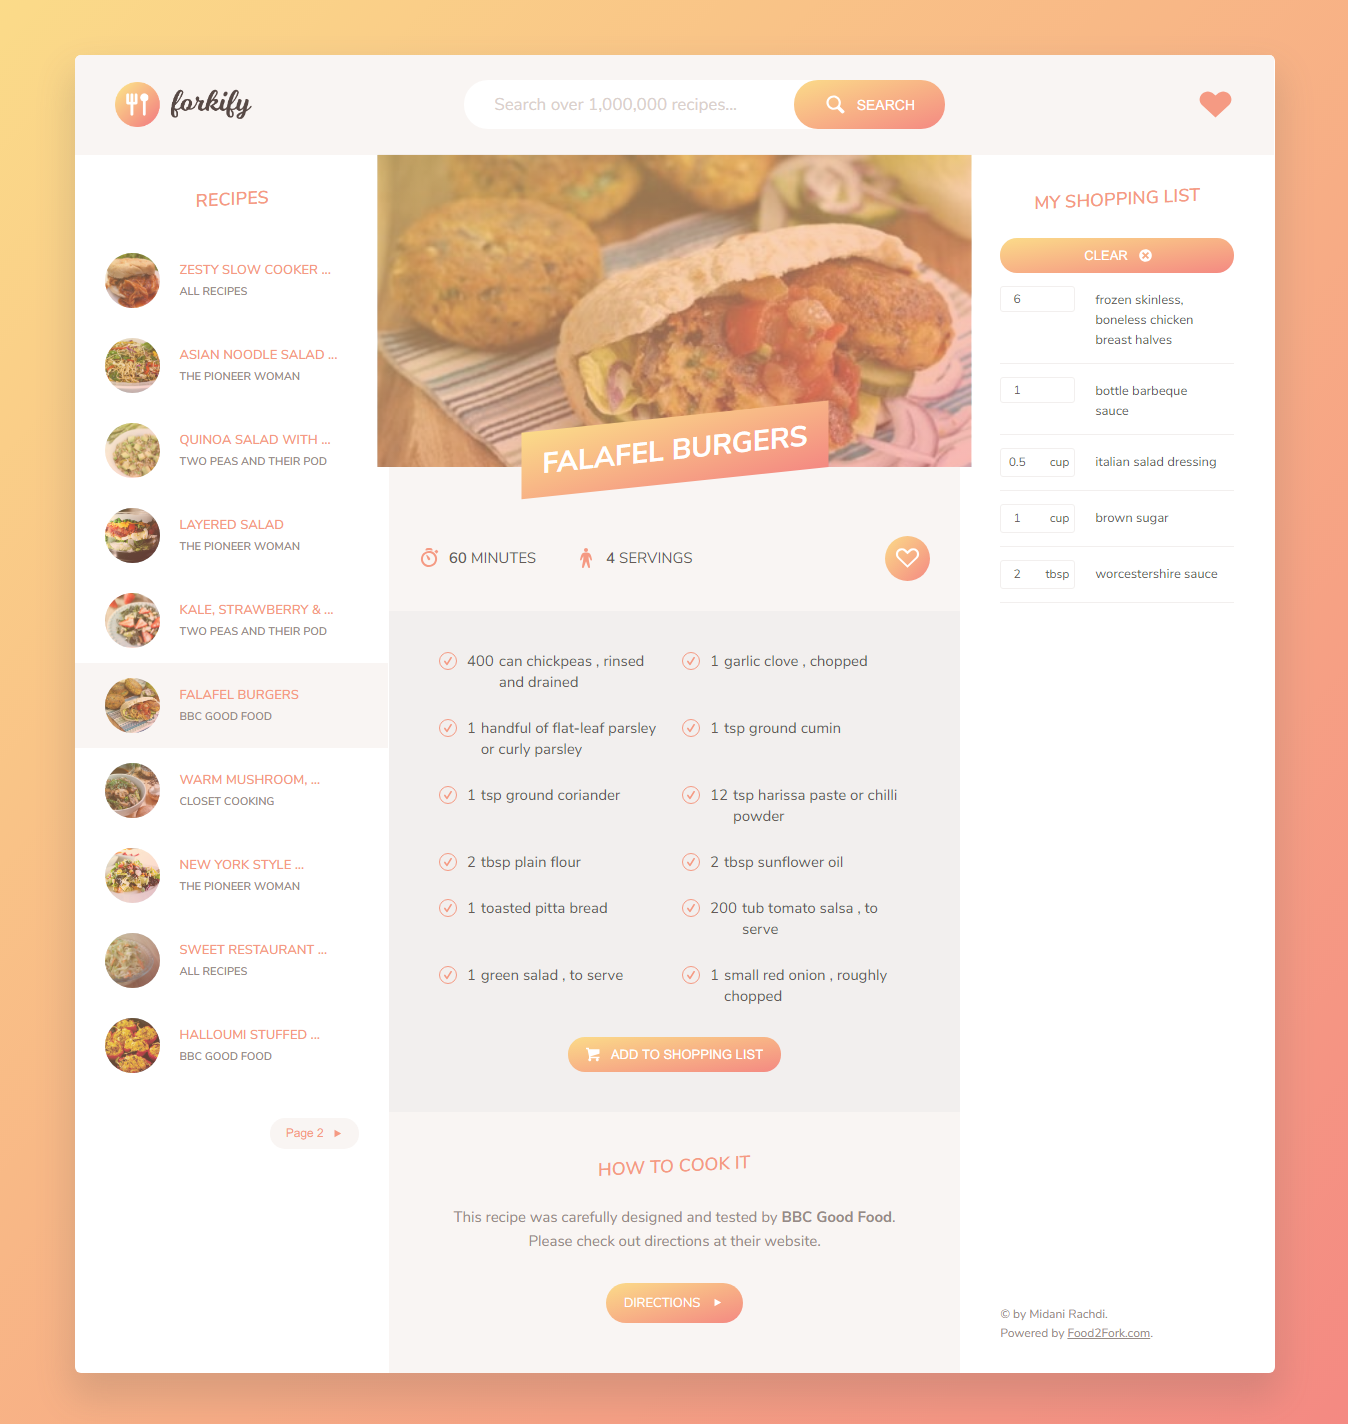 forkify
Search over 1,000,000 recipes...
SEARCH
RECIPES
ZESTY SLOW COOKER ...
ALL RECIPES
ASIAN NOODLE SALAD ...
THE PIONEER WOMAN
QUINOA SALAD WITH ...
TWO PEAS AND THEIR POD
LAYERED SALAD
THE PIONEER WOMAN
KALE, STRAWBERRY & ...
TWO PEAS AND THEIR POD
FALAFEL BURGERS
BBC GOOD FOOD
WARM MUSHROOM, ...
CLOSET COOKING
NEW YORK STYLE ...
THE PIONEER WOMAN
SWEET RESTAURANT ...
ALL RECIPES
HALLOUMI STUFFED ...
BBC GOOD FOOD
Page 2
FALAFEL BURGERS
60 MINUTES
4 SERVINGS
400 can chickpeas , rinsed
and drained
1 garlic clove , chopped
1 handful of flat-leaf parsley
or curly parsley
1 tsp ground cumin
1 tsp ground coriander
12 tsp harissa paste or chilli
powder
2 tbsp plain flour
2 tbsp sunflower oil
1 toasted pitta bread
200 tub tomato salsa , to
serve
1 green salad , to serve
1 small red onion , roughly
chopped
ADD TO SHOPPING LIST
HOW TO COOK IT
This recipe was carefully designed and tested by BBC Good Food.
Please check out directions at their website.
DIRECTIONS
MY SHOPPING LIST
CLEAR
6 frozen skinless,
boneless chicken
breast halves
1 bottle barbeque
sauce
0.5 cup italian salad dressing
1 cup brown sugar
2 tbsp worcestershire sauce
© by Midani Rachdi.
Powered by Food2Fork.com.